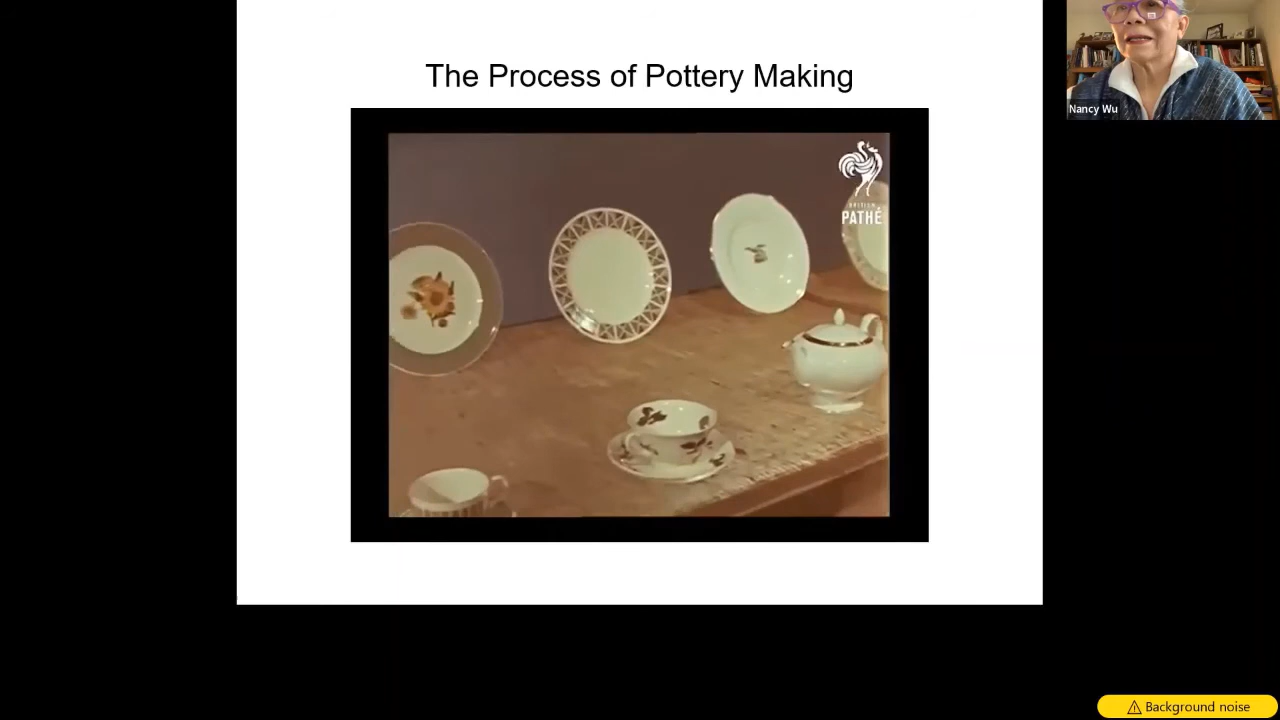 The Process of Pottery Making
BRITISH
PATHÉ
Nancy Wu
Background noise